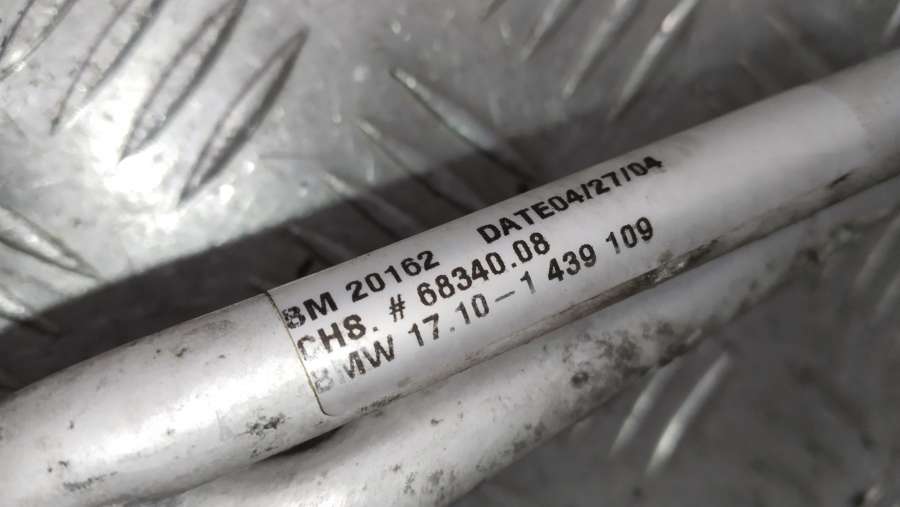 BM 20162 DATE04/27/04
CHS. # 68340.08
BMW 17.10-1 439 109